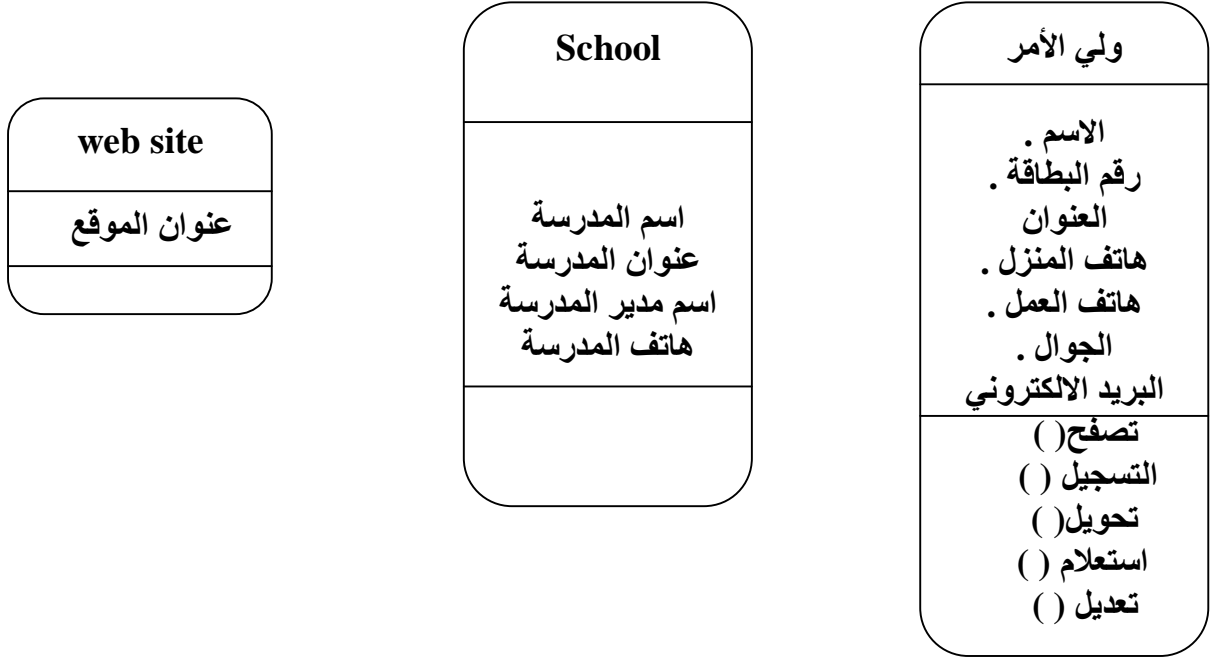 web site
عنوان الموقع
School
اسم المدرسة
عنوان المدرسة
اسم مدير المدرسة
هاتف المدرسة
ولي الأمر
الاسم .
رقم البطاقة .
العنوان
هاتف المنزل .
هاتف العمل .
الجوال .
البريد الالكتروني
تصفح( )
التسجيل ( )
تحويل( )
استعلام ( )
تعديل ( )